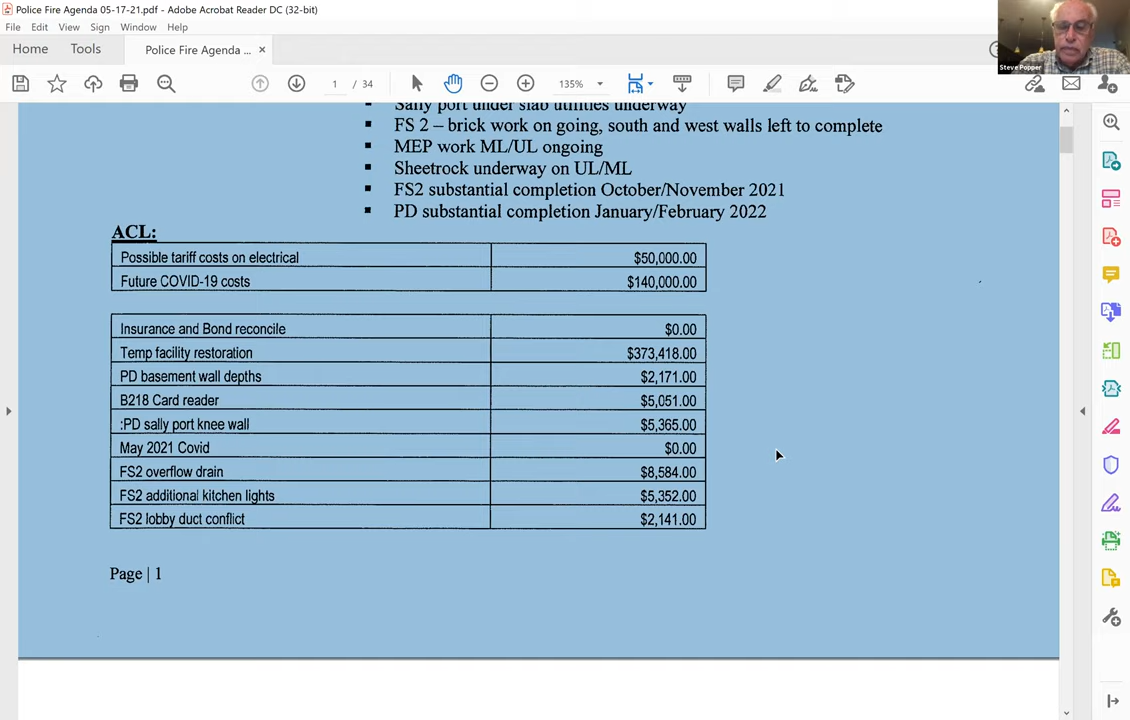 Police Fire Agenda 05-17-21.pdf - Adobe Acrobat Reader DC (32-bit)
File Edit View Sign Window Help
Home Tools Police Fire Agenda ... ×
1 / 34 135%
Steve Popper
Sally port under slab utilities underway
▪ FS 2 – brick work on going, south and west walls left to complete
▪ MEP work ML/UL ongoing
▪ Sheetrock underway on UL/ML
▪ FS2 substantial completion October/November 2021
▪ PD substantial completion January/February 2022
ACL:
Possible tariff costs on electrical $50,000.00
Future COVID-19 costs $140,000.00
Insurance and Bond reconcile $0.00
Temp facility restoration $373,418.00
PD basement wall depths $2,171.00
B218 Card reader $5,051.00
:PD sally port knee wall $5,365.00
May 2021 Covid $0.00
FS2 overflow drain $8,584.00
FS2 additional kitchen lights $5,352.00
FS2 lobby duct conflict $2,141.00
Page | 1